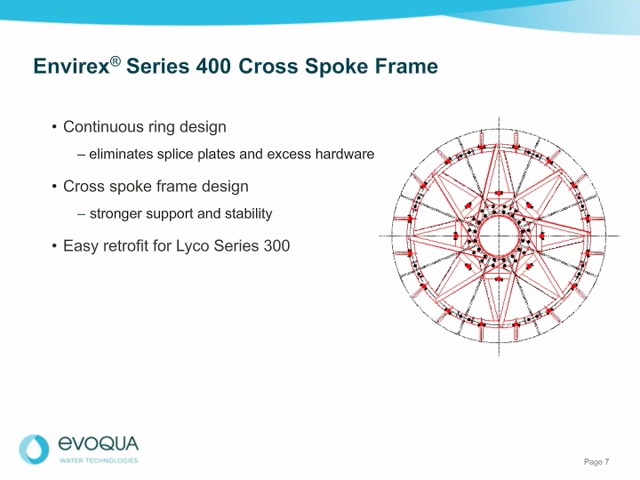 Envirex® Series 400 Cross Spoke Frame
• Continuous ring design
– eliminates splice plates and excess hardware
• Cross spoke frame design
– stronger support and stability
• Easy retrofit for Lyco Series 300
evoqua
WATER TECHNOLOGIES
Page 7